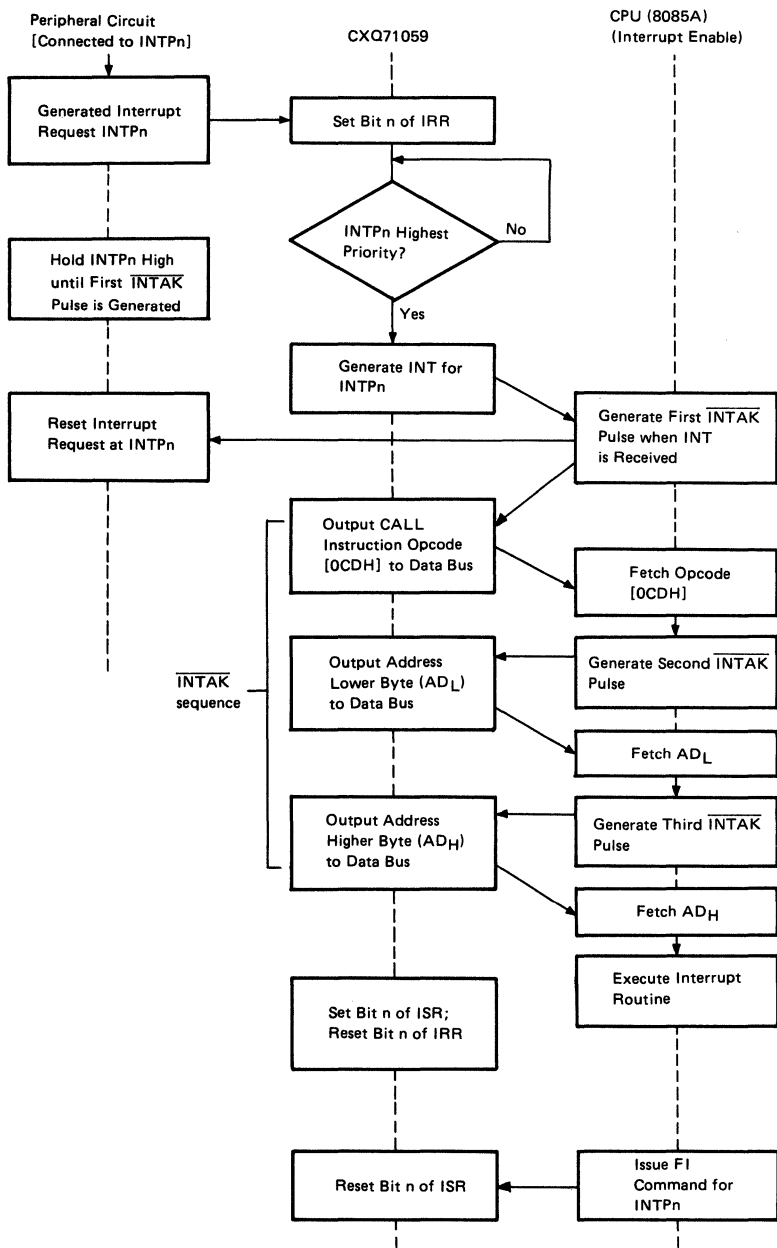 Peripheral Circuit
[Connected to INTPn]
CXQ71059
CPU (8085A)
(Interrupt Enable)
Generated Interrupt
Request INTPn
Set Bit n of IRR
INTPn Highest
Priority?
No
Yes
Hold INTPn High
until First INTAK
Pulse is Generated
Generate INT for
INTPn
Reset Interrupt
Request at INTPn
Generate First INTAK
Pulse when INT
is Received
Output CALL
Instruction Opcode
[0CDH] to Data Bus
Fetch Opcode
[0CDH]
INTAK
sequence
Output Address
Lower Byte (ADL)
to Data Bus
Generate Second INTAK
Pulse
Fetch ADL
Output Address
Higher Byte (ADH)
to Data Bus
Generate Third INTAK
Pulse
Fetch ADH
Execute Interrupt
Routine
Set Bit n of ISR;
Reset Bit n of IRR
Reset Bit n of ISR
Issue FI
Command for
INTPn